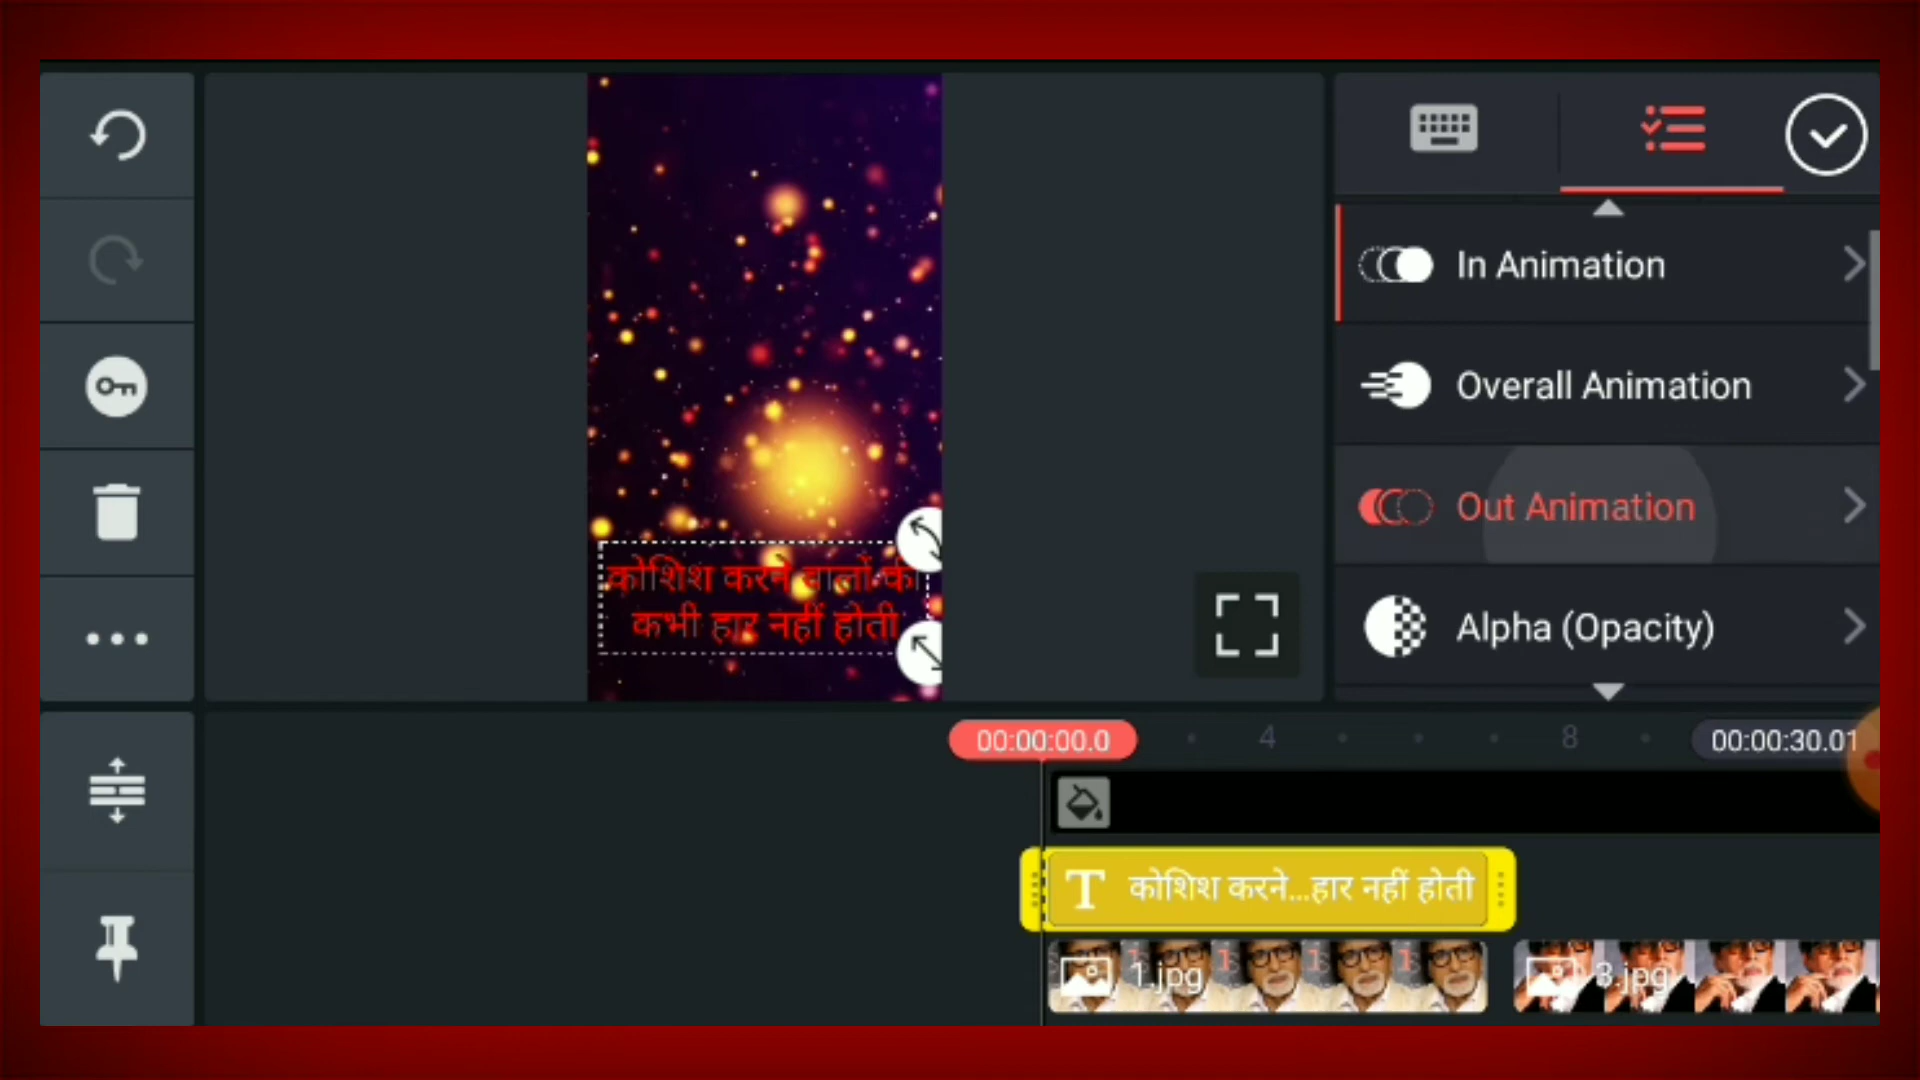 In Animation
Overall Animation
Out Animation
Alpha (Opacity)
कोशिश करने वालों की
कभी हार नहीं होती
00:00:00.0
4
8
00:00:30.01
T कोशिश करने...हार नहीं होती
1.jpg
3.jpg